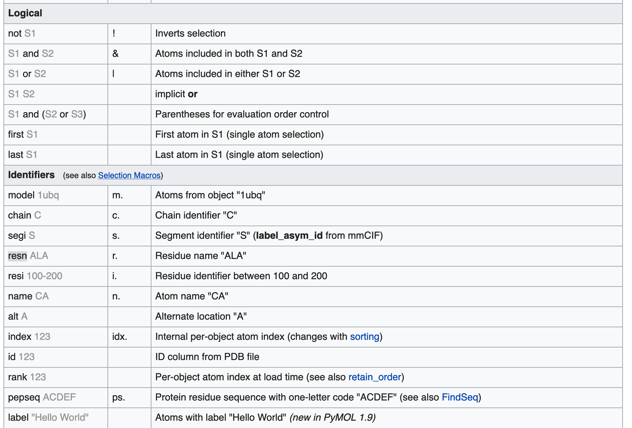 Logical
not S1 ! Inverts selection
S1 and S2 & Atoms included in both S1 and S2
S1 or S2 | Atoms included in either S1 or S2
S1 S2 implicit or
S1 and (S2 or S3) Parentheses for evaluation order control
first S1 First atom in S1 (single atom selection)
last S1 Last atom in S1 (single atom selection)
Identifiers (see also Selection Macros)
model 1ubq m. Atoms from object "1ubq"
chain C c. Chain identifier "C"
segi S s. Segment identifier "S" (label_asym_id from mmCIF)
resn ALA r. Residue name "ALA"
resi 100-200 i. Residue identifier between 100 and 200
name CA n. Atom name "CA"
alt A Alternate location "A"
index 123 idx. Internal per-object atom index (changes with sorting)
id 123 ID column from PDB file
rank 123 Per-object atom index at load time (see also retain_order)
pepseq ACDEF ps. Protein residue sequence with one-letter code "ACDEF" (see also FindSeq)
label "Hello World" Atoms with label "Hello World" (new in PyMOL 1.9)